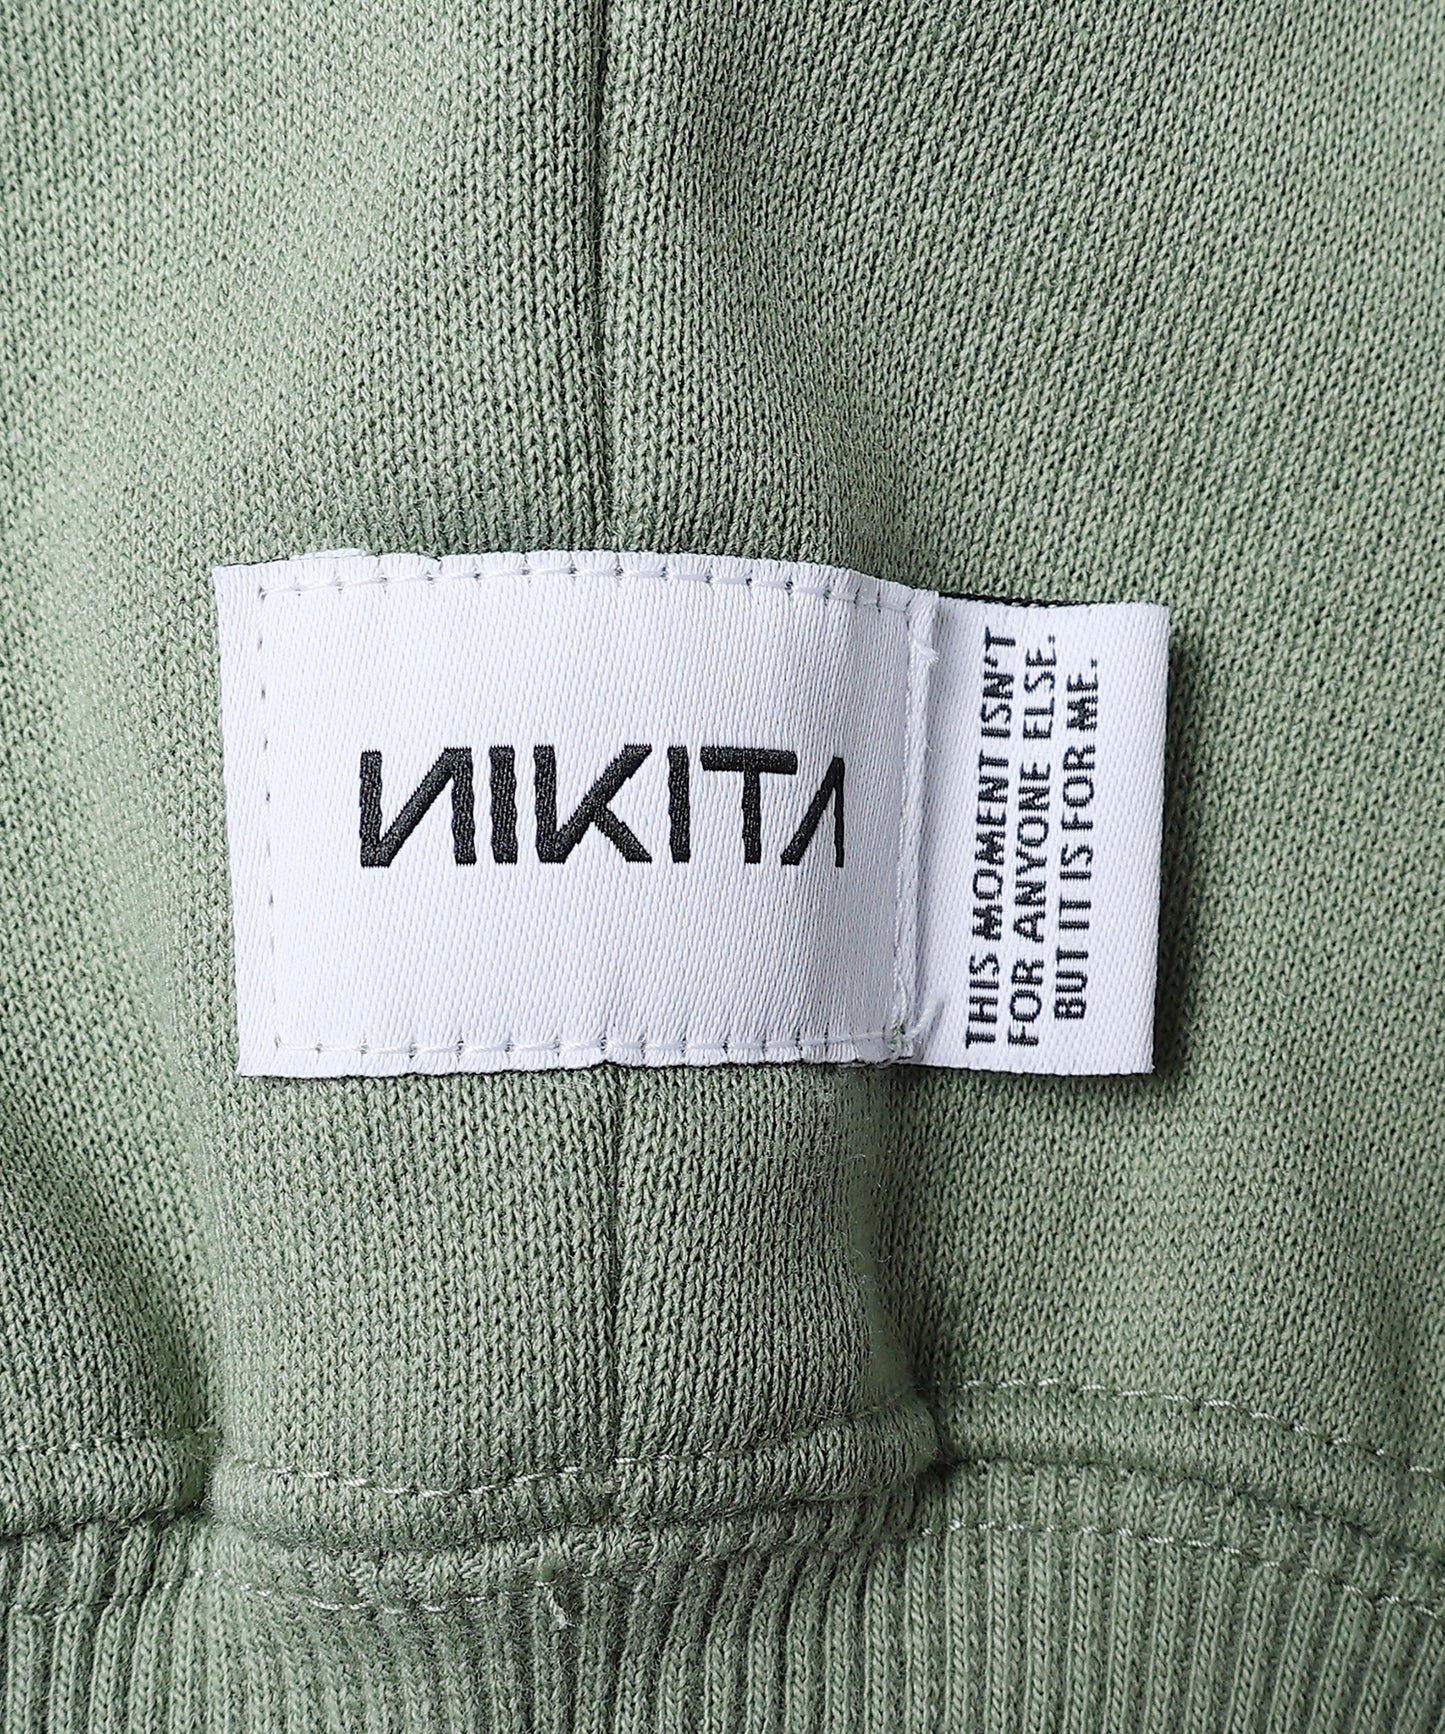 NIKITA
THIS MOMENT ISN'T
FOR ANYONE ELSE.
BUT IT IS FOR ME.